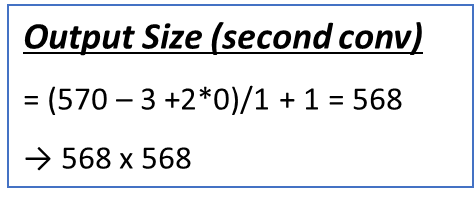 Output Size (second conv)
= (570 – 3 +2*0)/1 + 1 = 568
→ 568 x 568